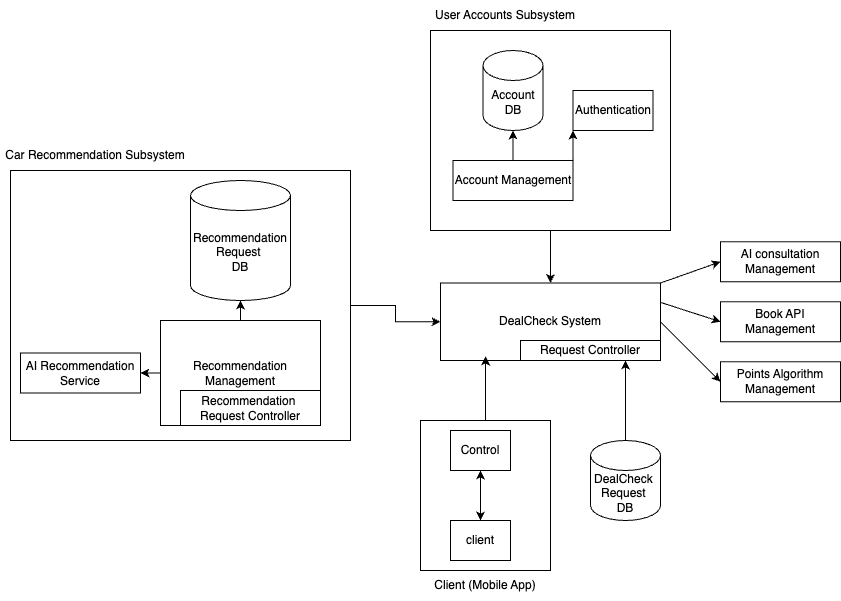 User Accounts Subsystem
Account
DB
Authentication
Account Management
Car Recommendation Subsystem
Recommendation
Request
DB
AI Recommendation
Service
Recommendation
Management
Recommendation
Request Controller
DealCheck System
Request Controller
AI consultation
Management
Book API
Management
Points Algorithm
Management
Control
client
Client (Mobile App)
DealCheck
Request
DB